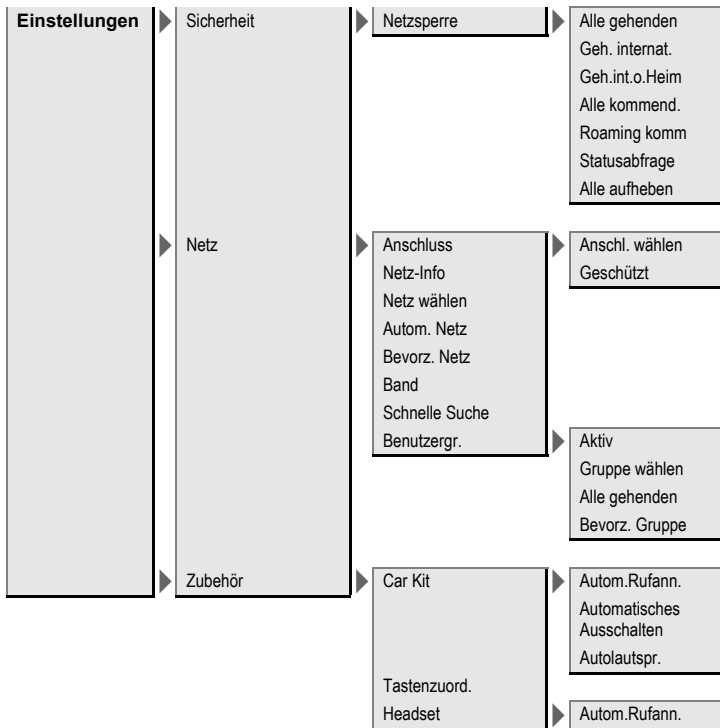 Einstellungen Sicherheit Netzsperre Alle gehenden
Geh. internat.
Geh.int.o.Heim
Alle kommend.
Roaming komm
Statusabfrage
Alle aufheben
Netz Anschluss Anschl. wählen
Netz-Info Geschützt
Netz wählen
Autom. Netz
Bevorz. Netz
Band
Schnelle Suche
Benutzergr. Aktiv
Gruppe wählen
Alle gehenden
Bevorz. Gruppe
Zubehör Car Kit Autom.Rufann.
Automatisches
Ausschalten
Autolautspr.
Tastenzuord.
Headset Autom.Rufann.